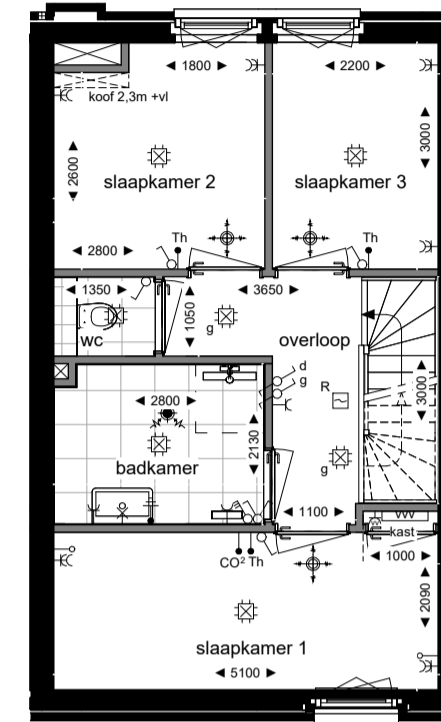 1800
2200
koof 2,3m +vl
3000
2600
slaapkamer 2
slaapkamer 3
Th
Th
2800
1350
3650
1050
g
wc
overloop
d
g
R
3000
2800
2130
badkamer
g
1100
VVV
kast
CO² Th
1000
2090
slaapkamer 1
5100